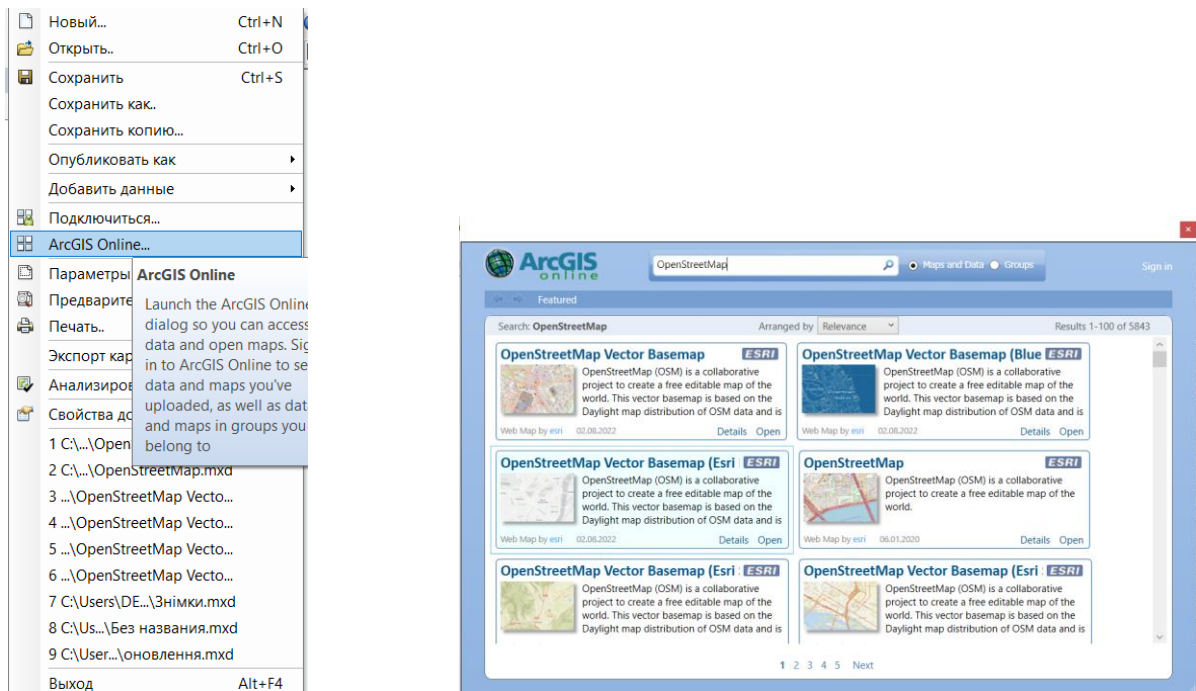 Новый... Ctrl+N
Открыть.. Ctrl+O
Сохранить Ctrl+S
Сохранить как..
Сохранить копию...
Опубликовать как
Добавить данные
Подключиться...
ArcGIS Online...
Параметры
Предварите
Печать..
Экспорт кар
Анализиров
Свойства до
ArcGIS Online
Launch the ArcGIS Online
dialog so you can access
data and open maps. Sig
in to ArcGIS Online to se
data and maps you've
uploaded, as well as dat
and maps in groups you
belong to
1 C:\...\Open
2 C:\...\OpenStreetMap.mxd
3 ...\OpenStreetMap Vecto...
4 ...\OpenStreetMap Vecto...
5 ...\OpenStreetMap Vecto...
6 ...\OpenStreetMap Vecto...
7 C:\Users\DE...\Знімки.mxd
8 C:\Us...\Без названия.mxd
9 C:\User...\оновлення.mxd
Выход Alt+F4
ArcGIS
online
OpenStreetMap
Maps and Data Groups
Sign in
Featured
Search: OpenStreetMap
Arranged by Relevance
Results 1-100 of 5843
OpenStreetMap Vector Basemap ESRI
OpenStreetMap (OSM) is a collaborative
project to create a free editable map of the
world. This vector basemap is based on the
Daylight map distribution of OSM data and is
Web Map by esri 02.08.2022 Details Open
OpenStreetMap Vector Basemap (Blue ESRI
OpenStreetMap (OSM) is a collaborative
project to create a free editable map of the
world. This vector basemap is based on the
Daylight map distribution of OSM data and is
Web Map by esri 02.08.2022 Details Open
OpenStreetMap Vector Basemap (Esri ESRI
OpenStreetMap (OSM) is a collaborative
project to create a free editable map of the
world. This vector basemap is based on the
Daylight map distribution of OSM data and is
Web Map by esri 02.08.2022 Details Open
OpenStreetMap ESRI
OpenStreetMap (OSM) is a collaborative
project to create a free editable map of the
world.
Web Map by esri 06.01.2020 Details Open
OpenStreetMap Vector Basemap (Esri ESRI
OpenStreetMap (OSM) is a collaborative
project to create a free editable map of the
world. This vector basemap is based on the
Daylight map distribution of OSM data and is
OpenStreetMap Vector Basemap (Esri ESRI
OpenStreetMap (OSM) is a collaborative
project to create a free editable map of the
world. This vector basemap is based on the
Daylight map distribution of OSM data and is
1 2 3 4 5 Next